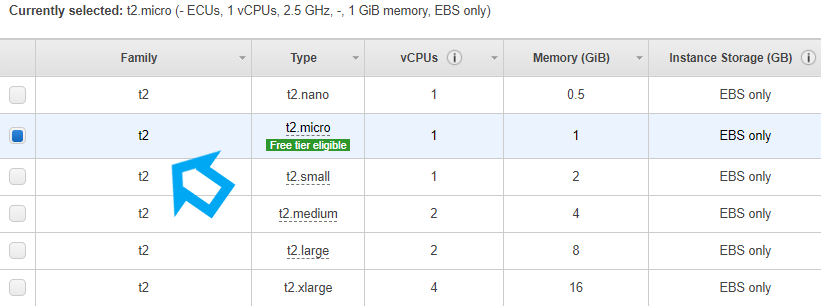 Currently selected: t2.micro (- ECUs, 1 vCPUs, 2.5 GHz, -, 1 GiB memory, EBS only)
Family Type vCPUs i Memory (GiB) Instance Storage (GB) i
t2 t2.nano 1 0.5 EBS only
t2 t2.micro 1 1 EBS only
Free tier eligible
t2 t2.small 1 2 EBS only
t2 t2.medium 2 4 EBS only
t2 t2.large 2 8 EBS only
t2 t2.xlarge 4 16 EBS only